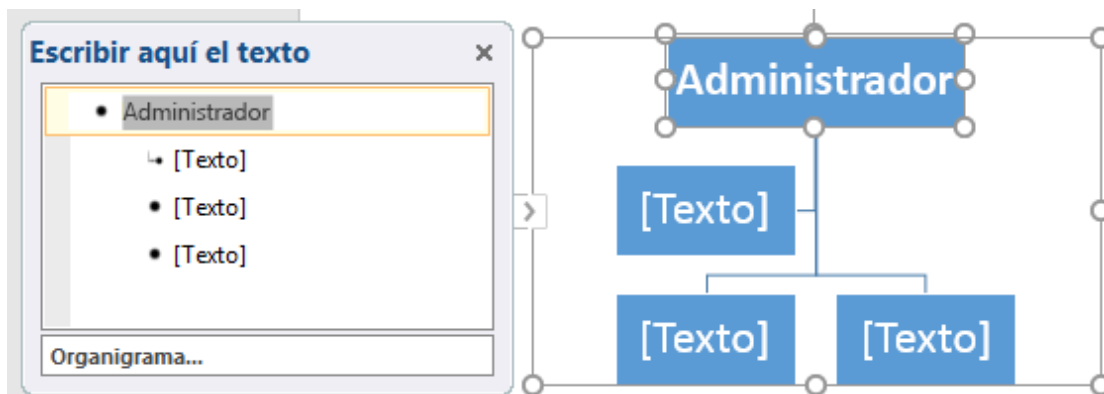 Escribir aquí el texto
Administrador
[Texto]
[Texto]
[Texto]
Organigrama...
Administrador
[Texto]
[Texto] [Texto]